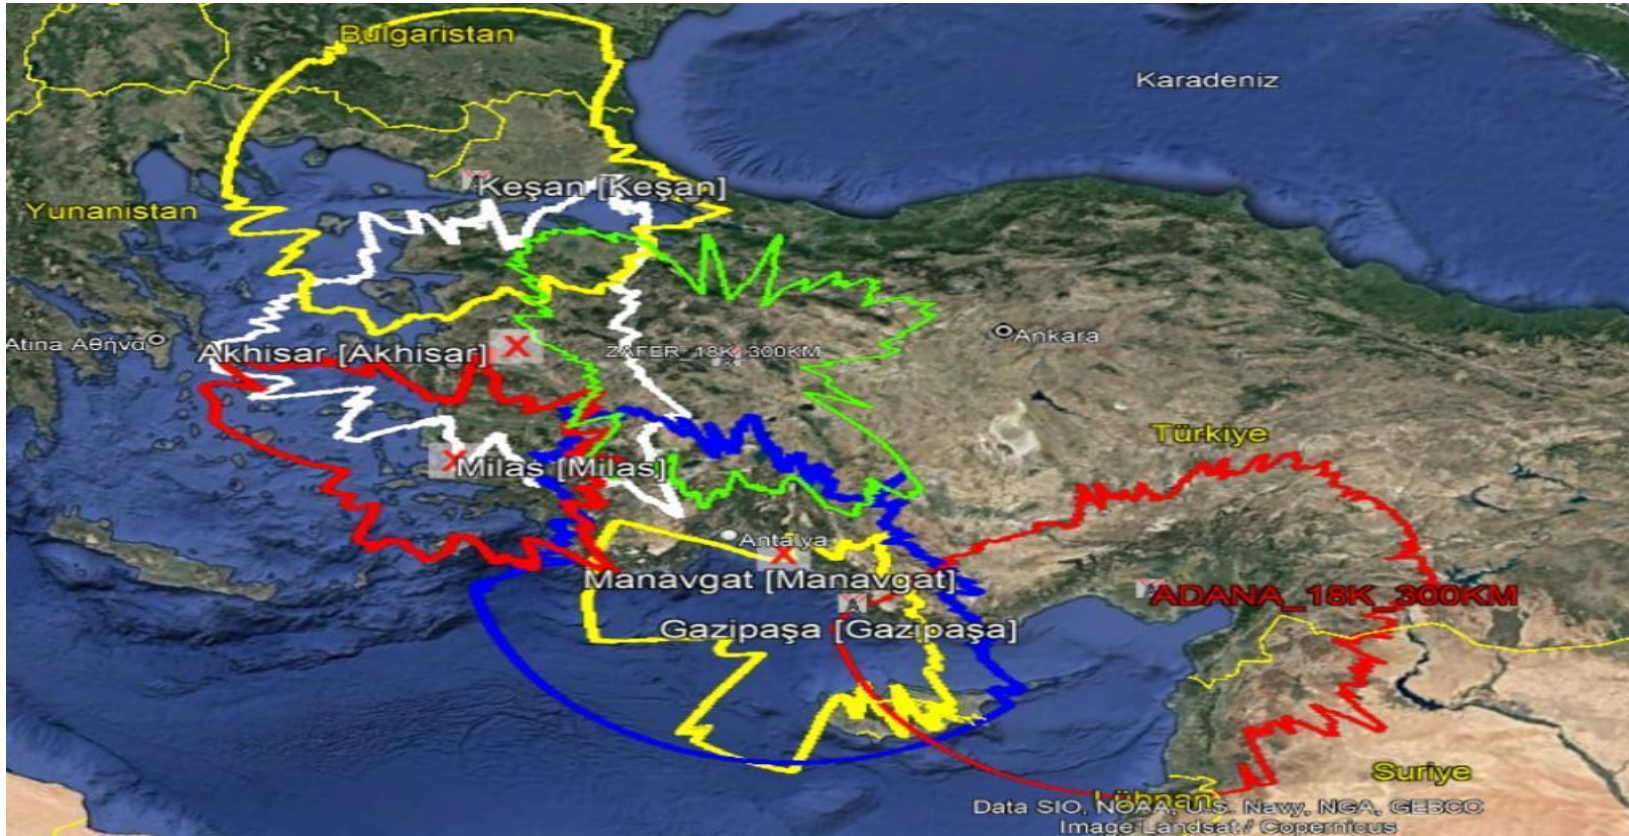 Bulgaristan
Karadeniz
Keşan [Keşan]
Yunanistan
Atina Αθήνα
Ankara
Akhisar [Akhisar]
ZAFER_18K_300KM
Türkiye
Milas [Milas]
Antalya
Manavgat [Manavgat]
ADANA_18K_300KM
Gazipaşa [Gazipaşa]
Suriye
Lübnan
Data SIO, NOAA, U.S. Navy, NGA, GEBCO
Image Landsat / Copernicus